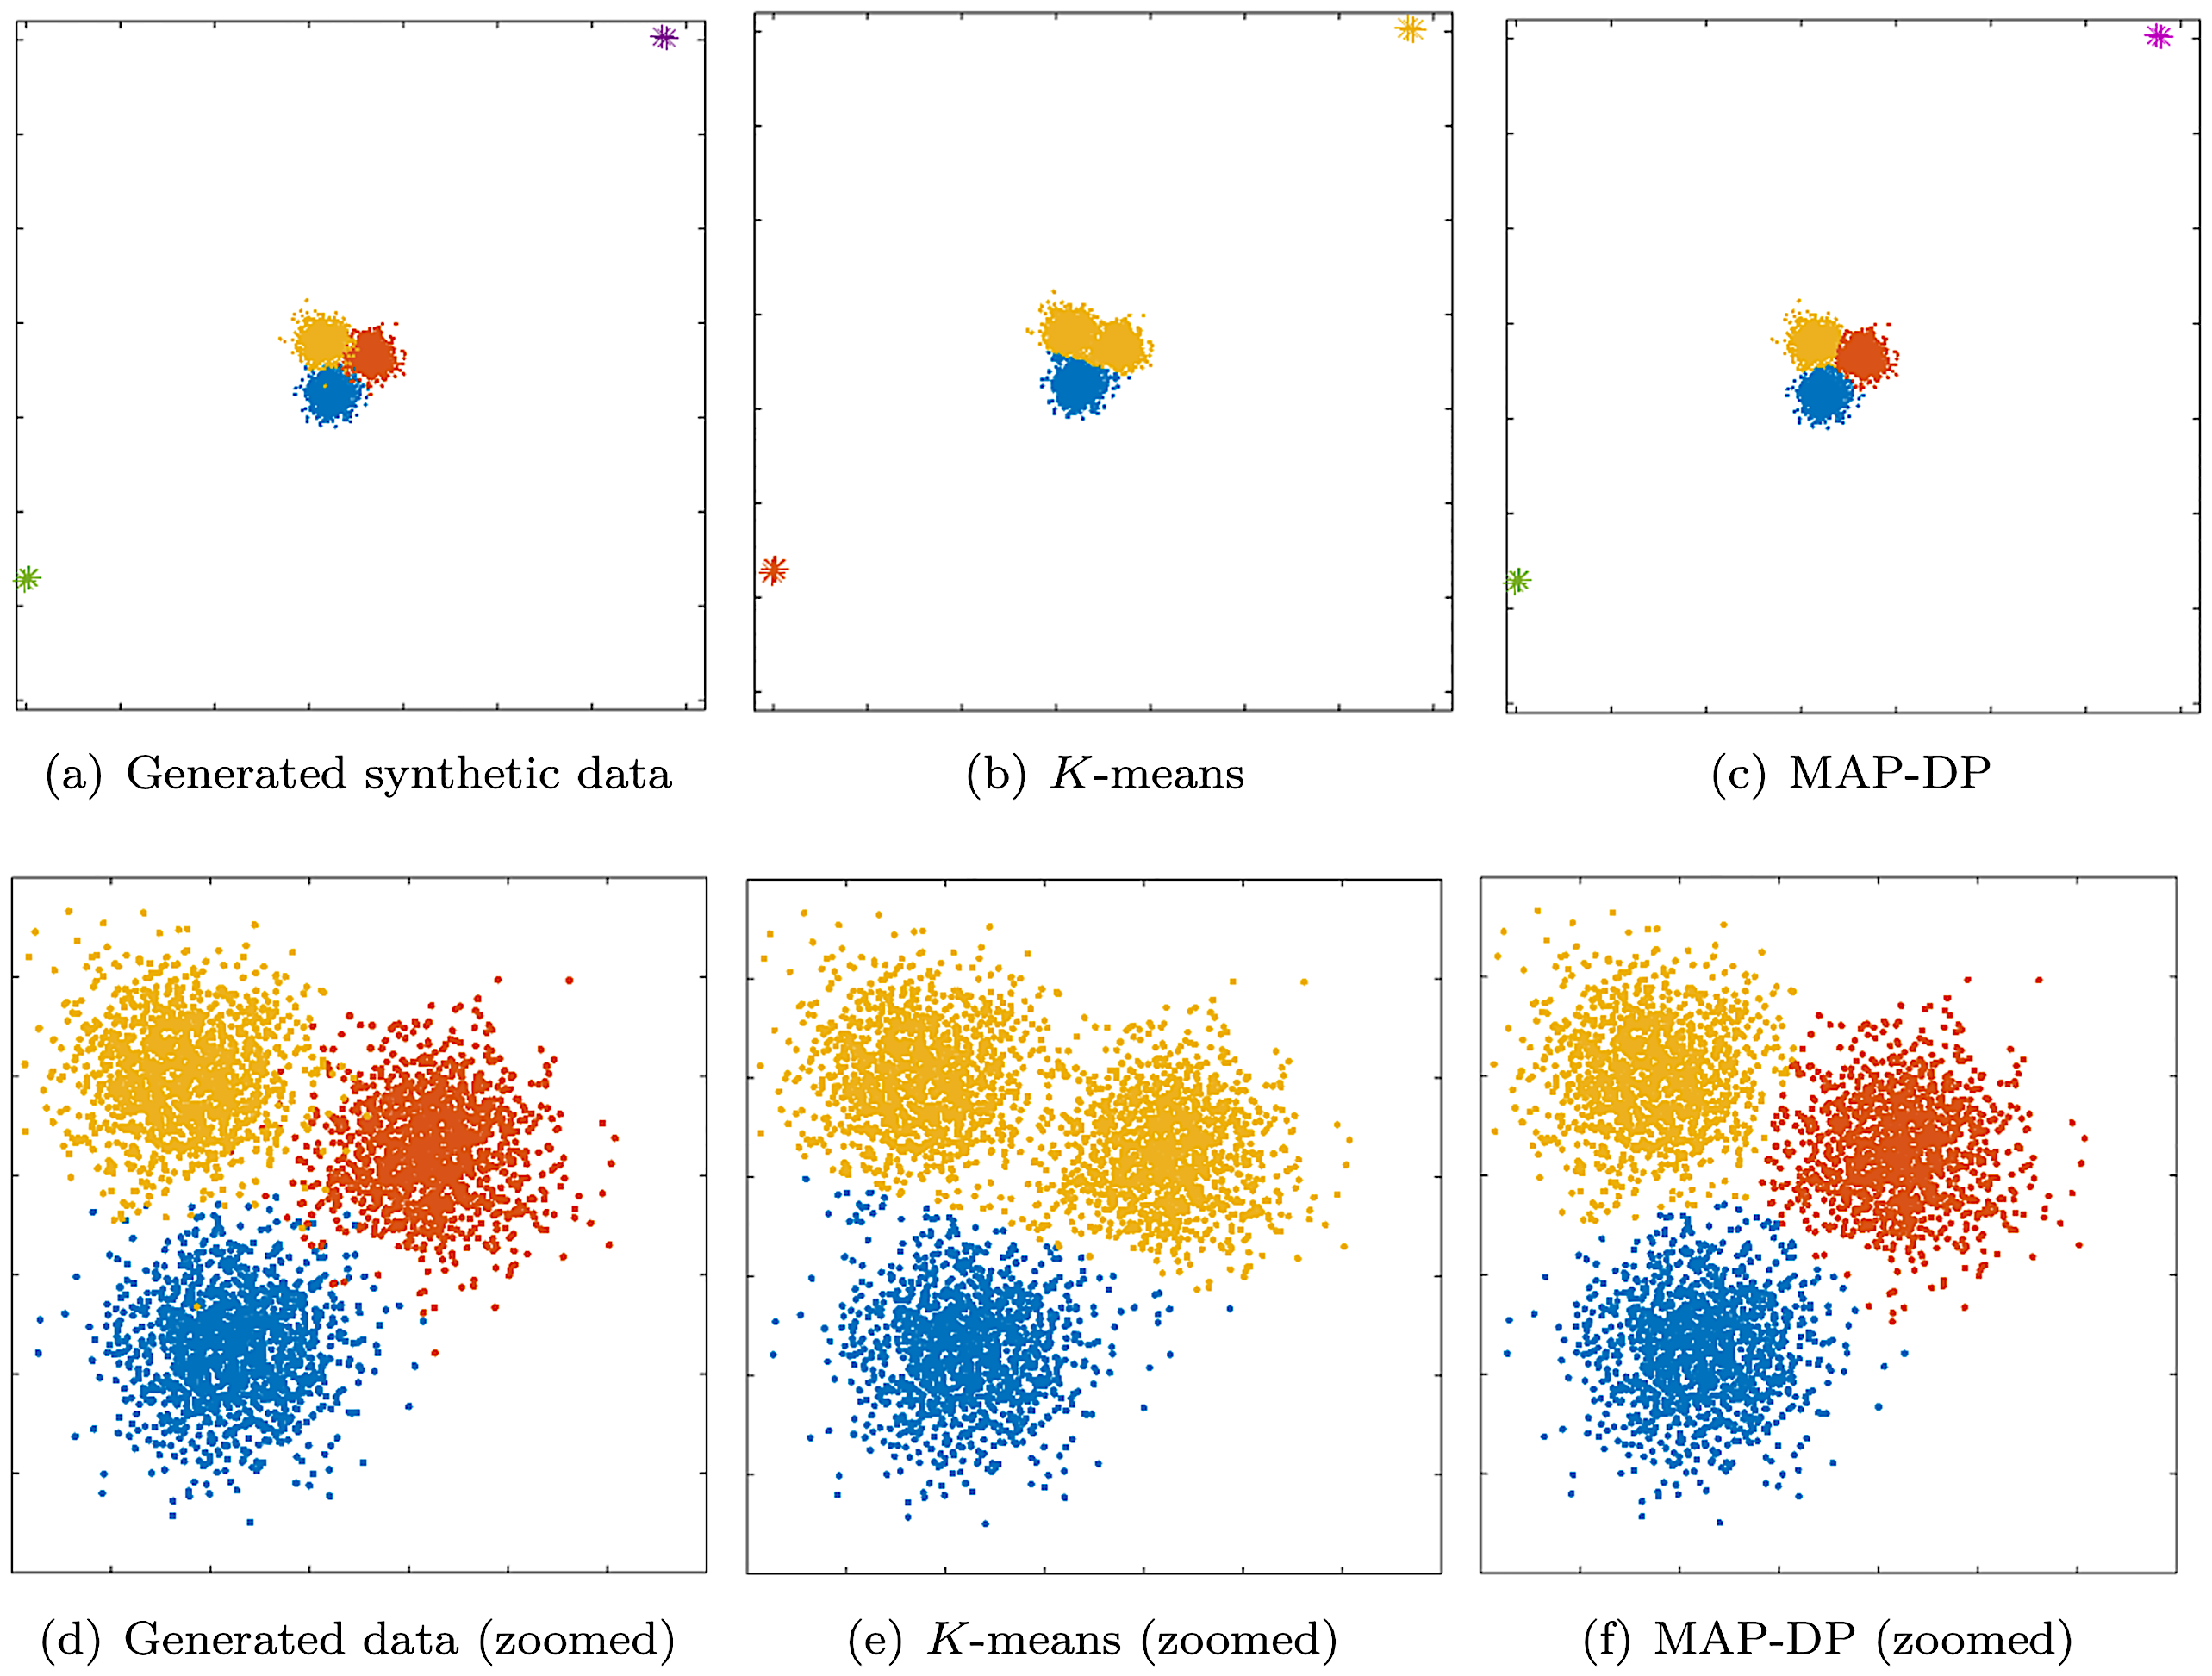 (a) Generated synthetic data
(b) K-means
(c) MAP-DP
(d) Generated data (zoomed)
(e) K-means (zoomed)
(f) MAP-DP (zoomed)